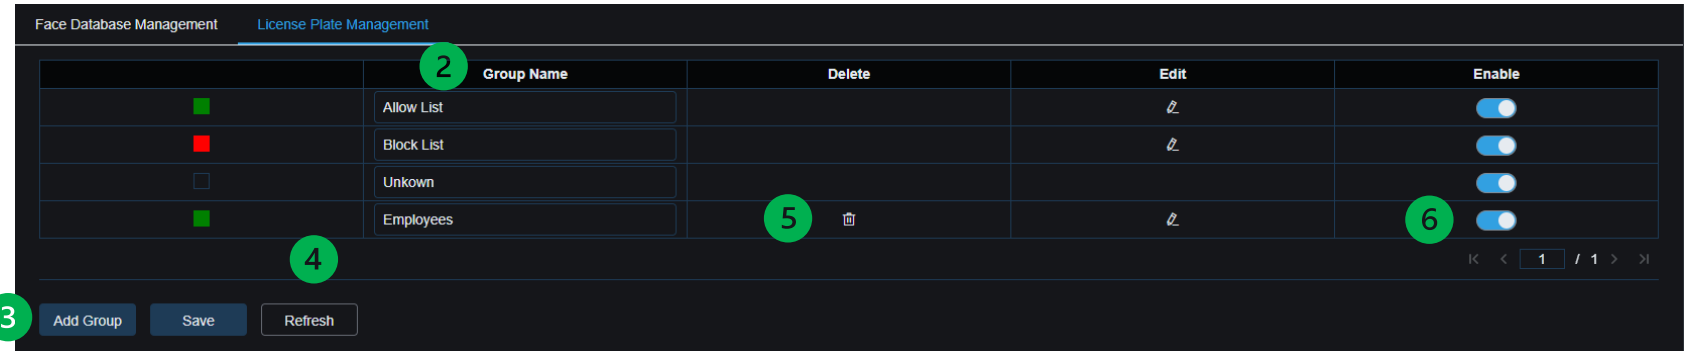 Face Database Management License Plate Management
2 Group Name Delete Edit Enable
Allow List
Block List
Unkown
Employees 5 6
4 1 / 1
3 Add Group Save Refresh